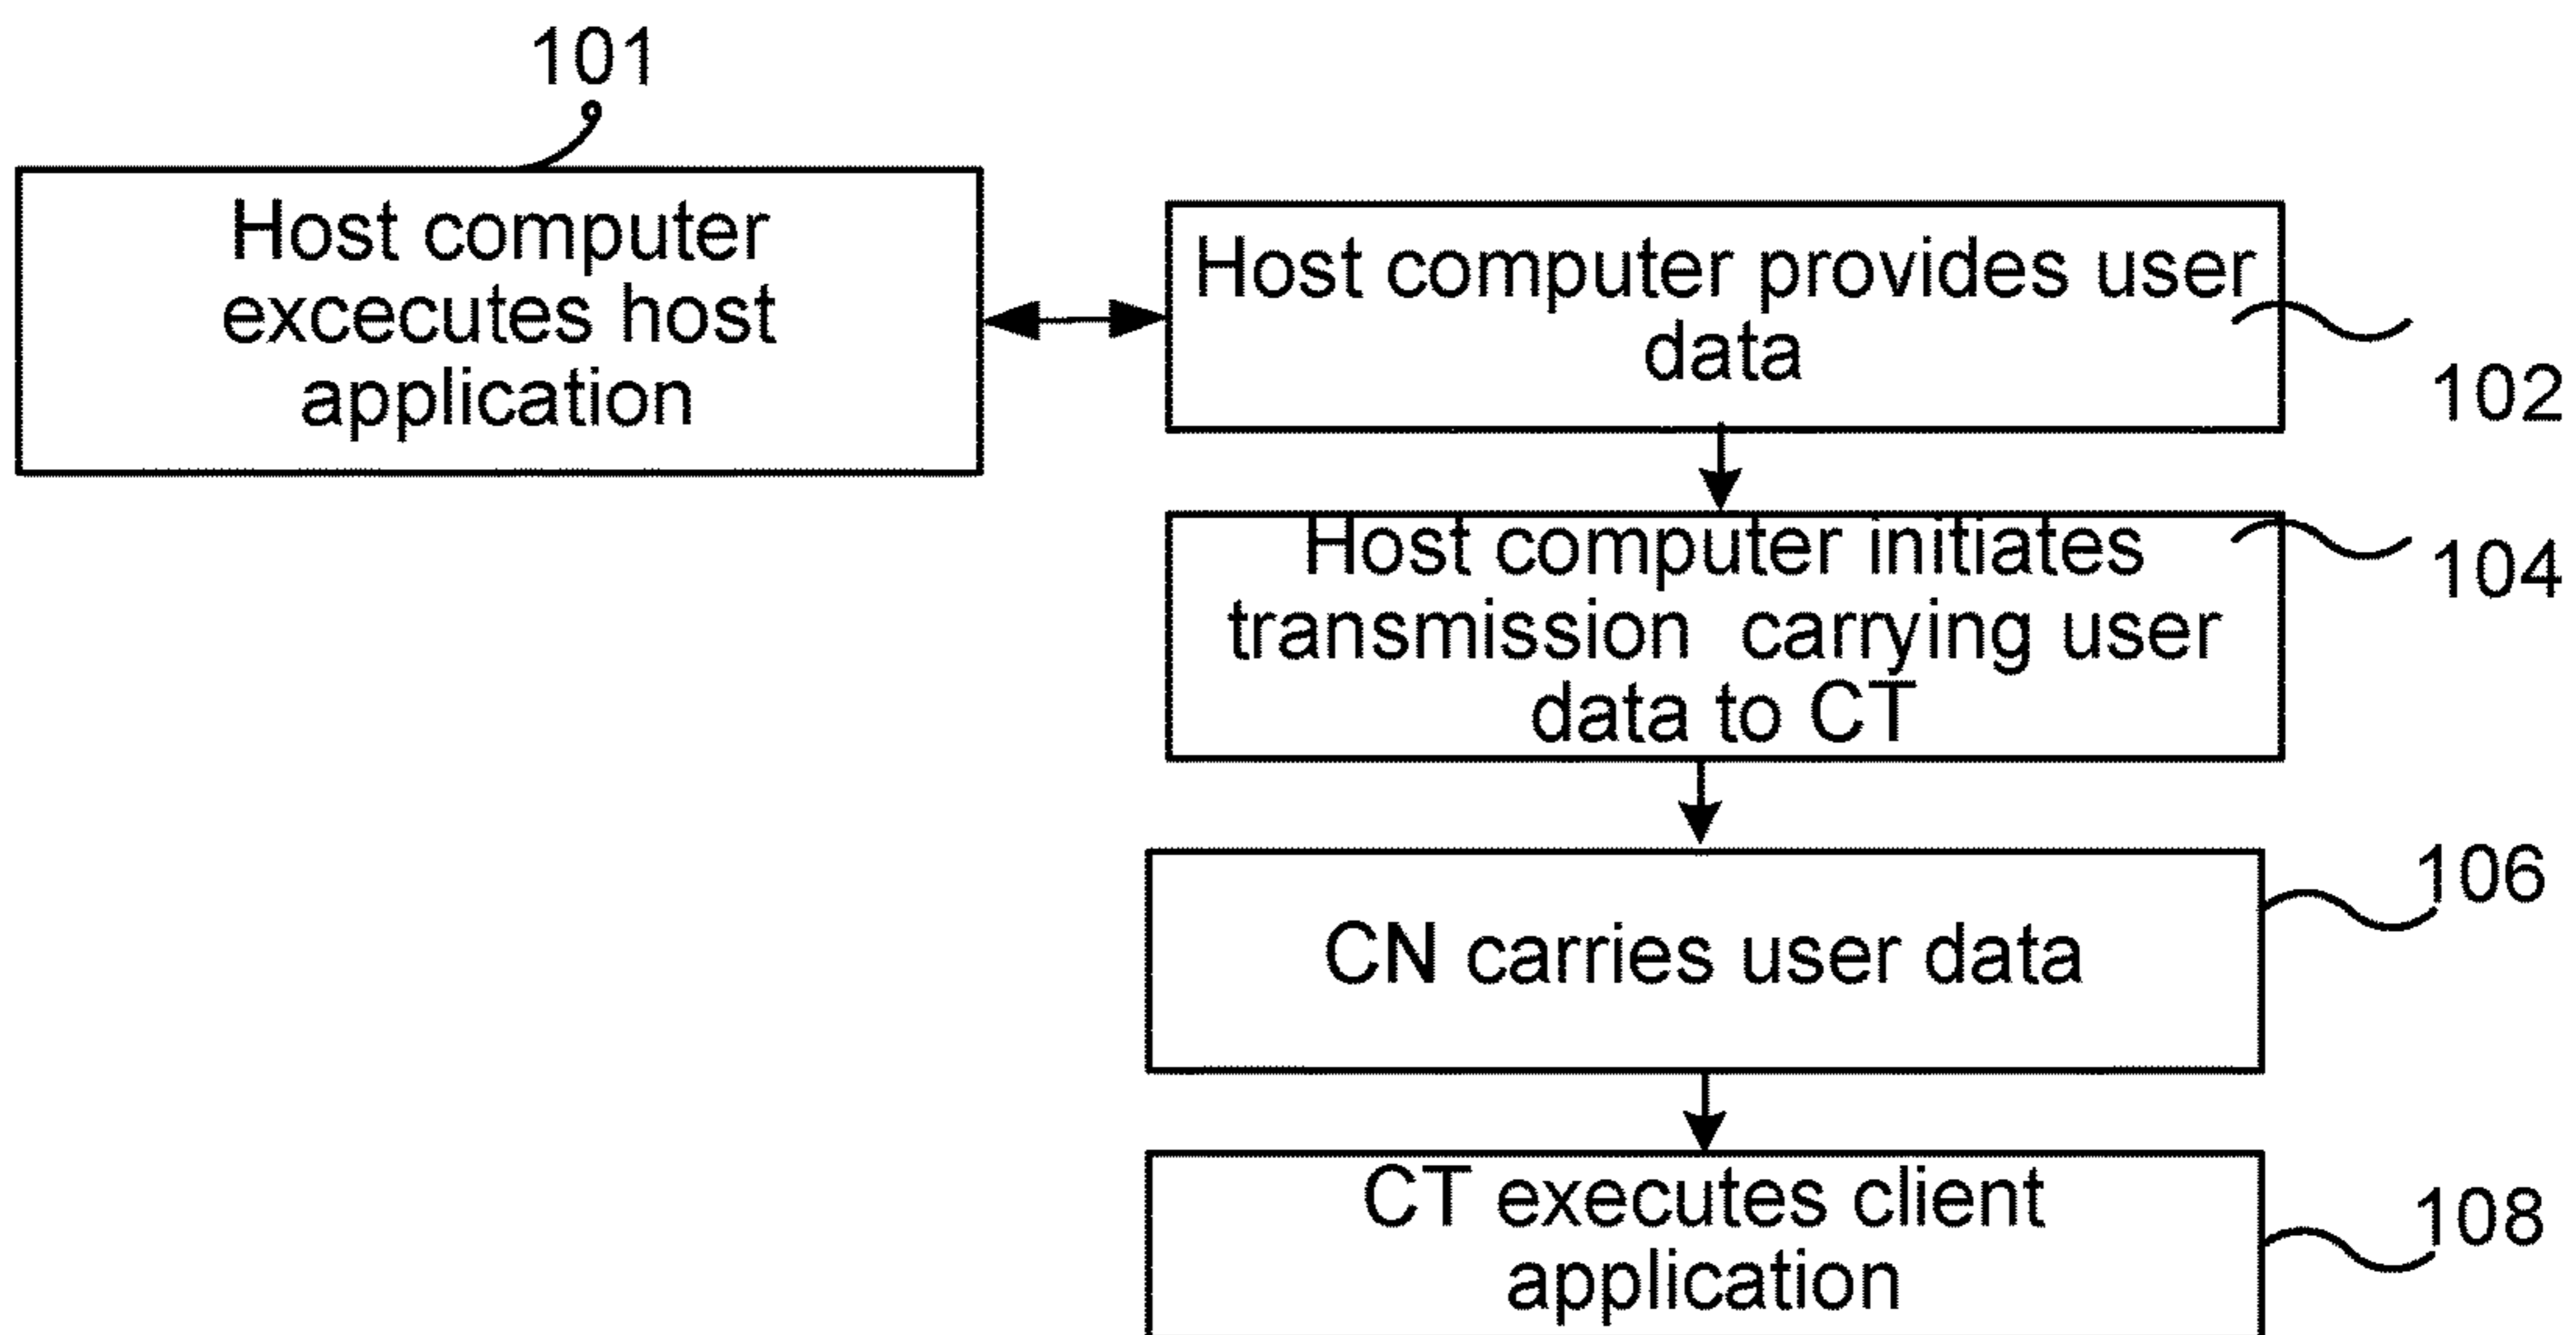 101
Host computer
excecutes host
application
Host computer provides user
data
102
Host computer initiates
transmission carrying user
data to CT
104
CN carries user data
106
CT executes client
application
108